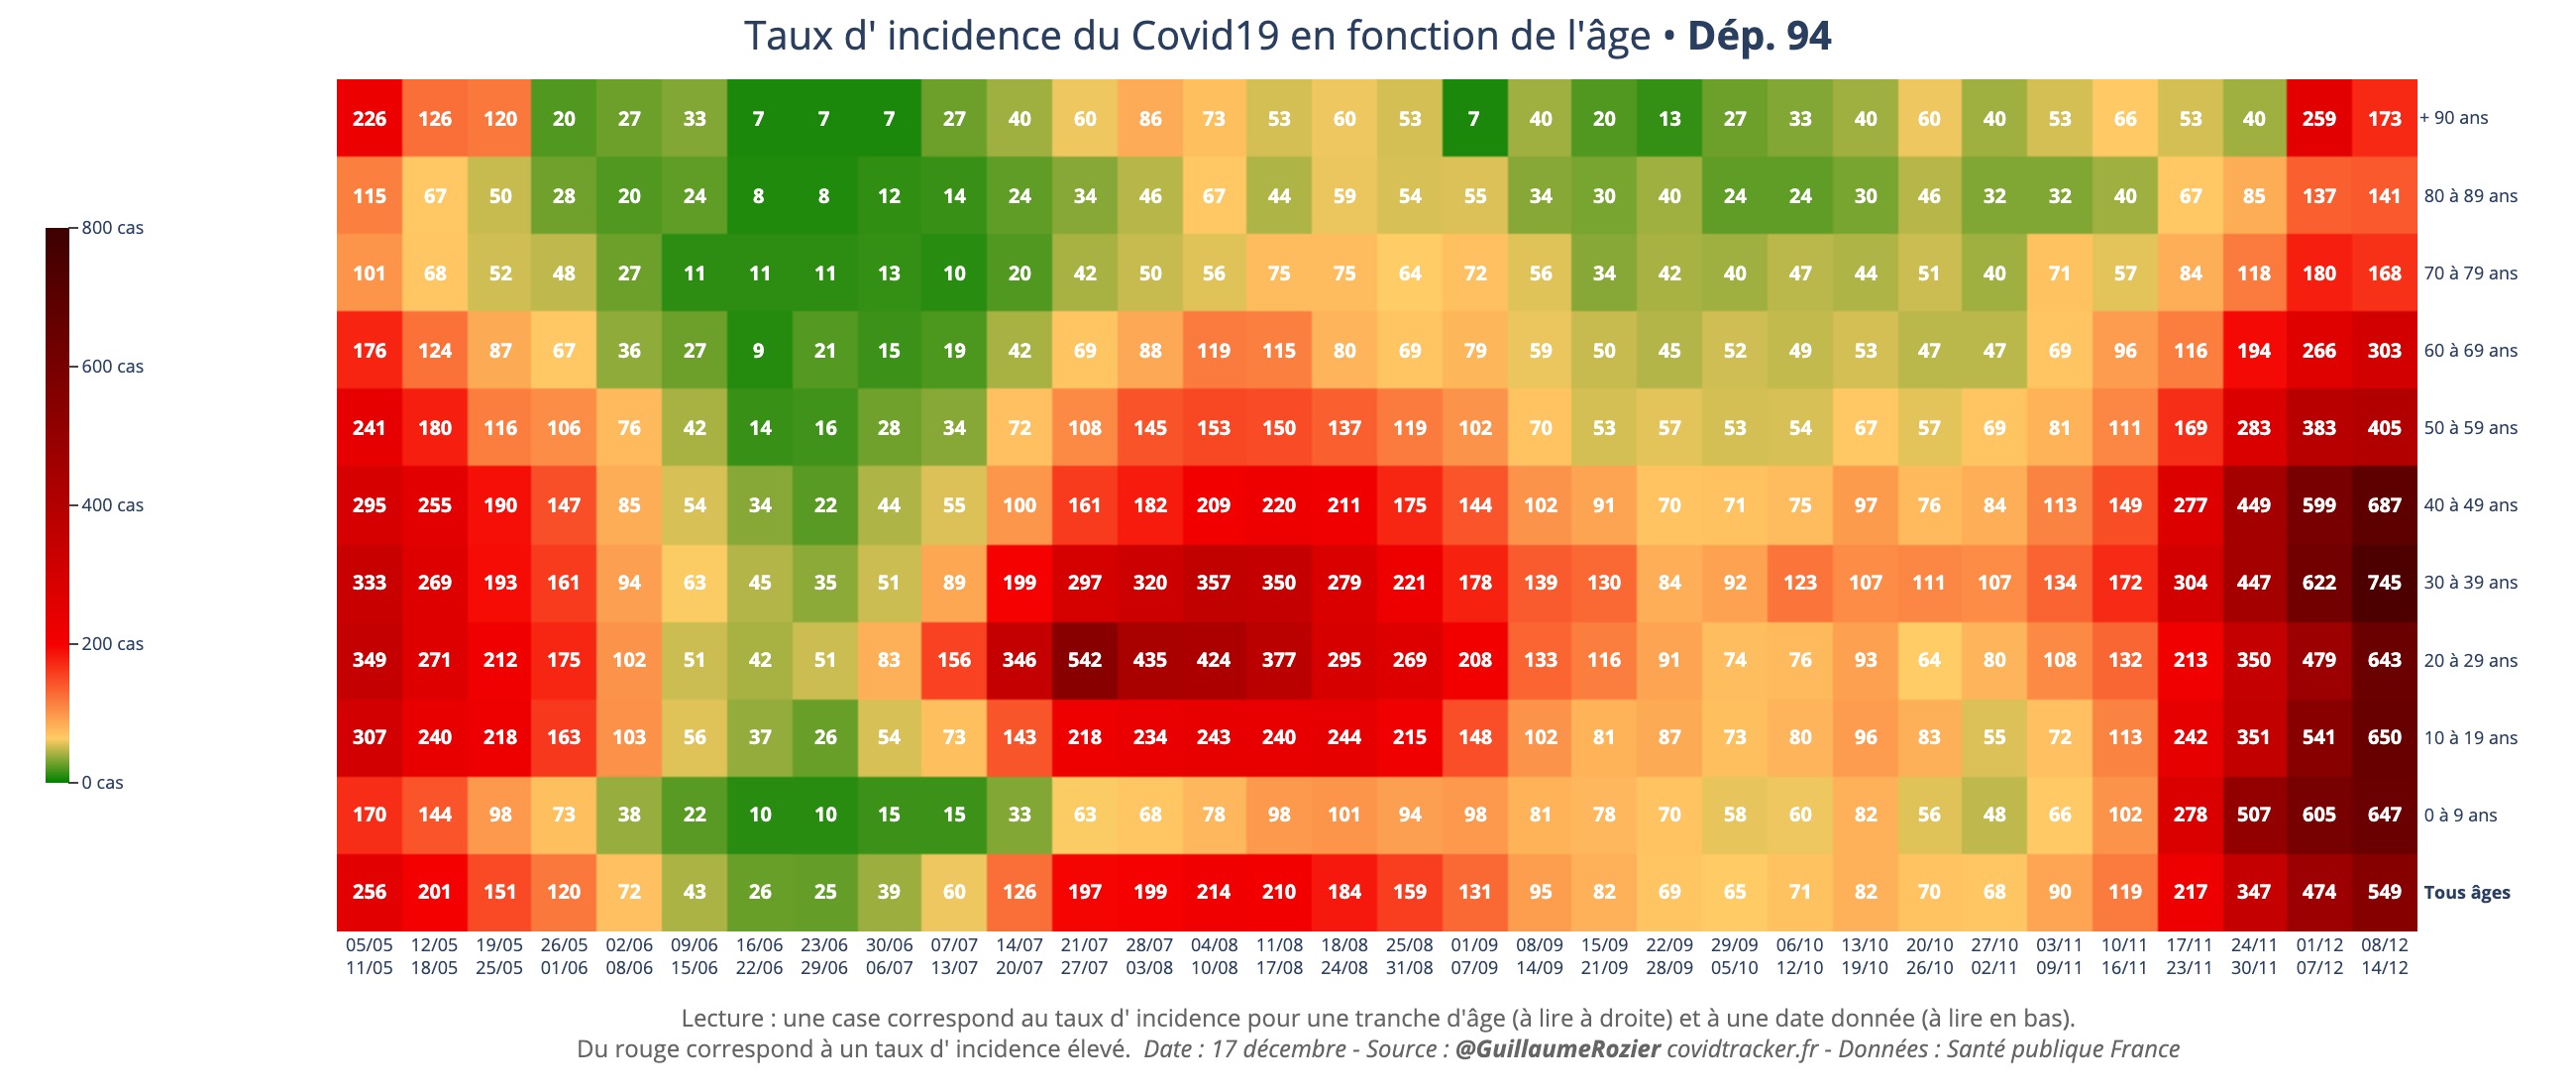 Taux d' incidence du Covid19 en fonction de l'âge • Dép. 94
800 cas
600 cas
400 cas
200 cas
0 cas
226 126 120 20 27 33 7 7 7 27 40 60 86 73 53 60 53 7 40 20 13 27 33 40 60 40 53 66 53 40 259 173 + 90 ans
115 67 50 28 20 24 8 8 12 14 24 34 46 67 44 59 54 55 34 30 40 24 24 30 46 32 32 40 67 85 137 141 80 à 89 ans
101 68 52 48 27 11 11 11 13 10 20 42 50 56 75 75 64 72 56 34 42 40 47 44 51 40 71 57 84 118 180 168 70 à 79 ans
176 124 87 67 36 27 9 21 15 19 42 69 88 119 115 80 69 79 59 50 45 52 49 53 47 47 69 96 116 194 266 303 60 à 69 ans
241 180 116 106 76 42 14 16 28 34 72 108 145 153 150 137 119 102 70 53 57 53 54 67 57 69 81 111 169 283 383 405 50 à 59 ans
295 255 190 147 85 54 34 22 44 55 100 161 182 209 220 211 175 144 102 91 70 71 75 97 76 84 113 149 277 449 599 687 40 à 49 ans
333 269 193 161 94 63 45 35 51 89 199 297 320 357 350 279 221 178 139 130 84 92 123 107 111 107 134 172 304 447 622 745 30 à 39 ans
349 271 212 175 102 51 42 51 83 156 346 542 435 424 377 295 269 208 133 116 91 74 76 93 64 80 108 132 213 350 479 643 20 à 29 ans
307 240 218 163 103 56 37 26 54 73 143 218 234 243 240 244 215 148 102 81 87 73 80 96 83 55 72 113 242 351 541 650 10 à 19 ans
170 144 98 73 38 22 10 10 15 15 33 63 68 78 98 101 94 98 81 78 70 58 60 82 56 48 66 102 278 507 605 647 0 à 9 ans
256 201 151 120 72 43 26 25 39 60 126 197 199 214 210 184 159 131 95 82 69 65 71 82 70 68 90 119 217 347 474 549 Tous âges
05/05 12/05 19/05 26/05 02/06 09/06 16/06 23/06 30/06 07/07 14/07 21/07 28/07 04/08 11/08 18/08 25/08 01/09 08/09 15/09 22/09 29/09 06/10 13/10 20/10 27/10 03/11 10/11 17/11 24/11 01/12 08/12
11/05 18/05 25/05 01/06 08/06 15/06 22/06 29/06 06/07 13/07 20/07 27/07 03/08 10/08 17/08 24/08 31/08 07/09 14/09 21/09 28/09 05/10 12/10 19/10 26/10 02/11 09/11 16/11 23/11 30/11 07/12 14/12
Lecture : une case correspond au taux d' incidence pour une tranche d'âge (à lire à droite) et à une date donnée (à lire en bas).
Du rouge correspond à un taux d' incidence élevé. Date : 17 décembre - Source : @GuillaumeRozier covidtracker.fr - Données : Santé publique France